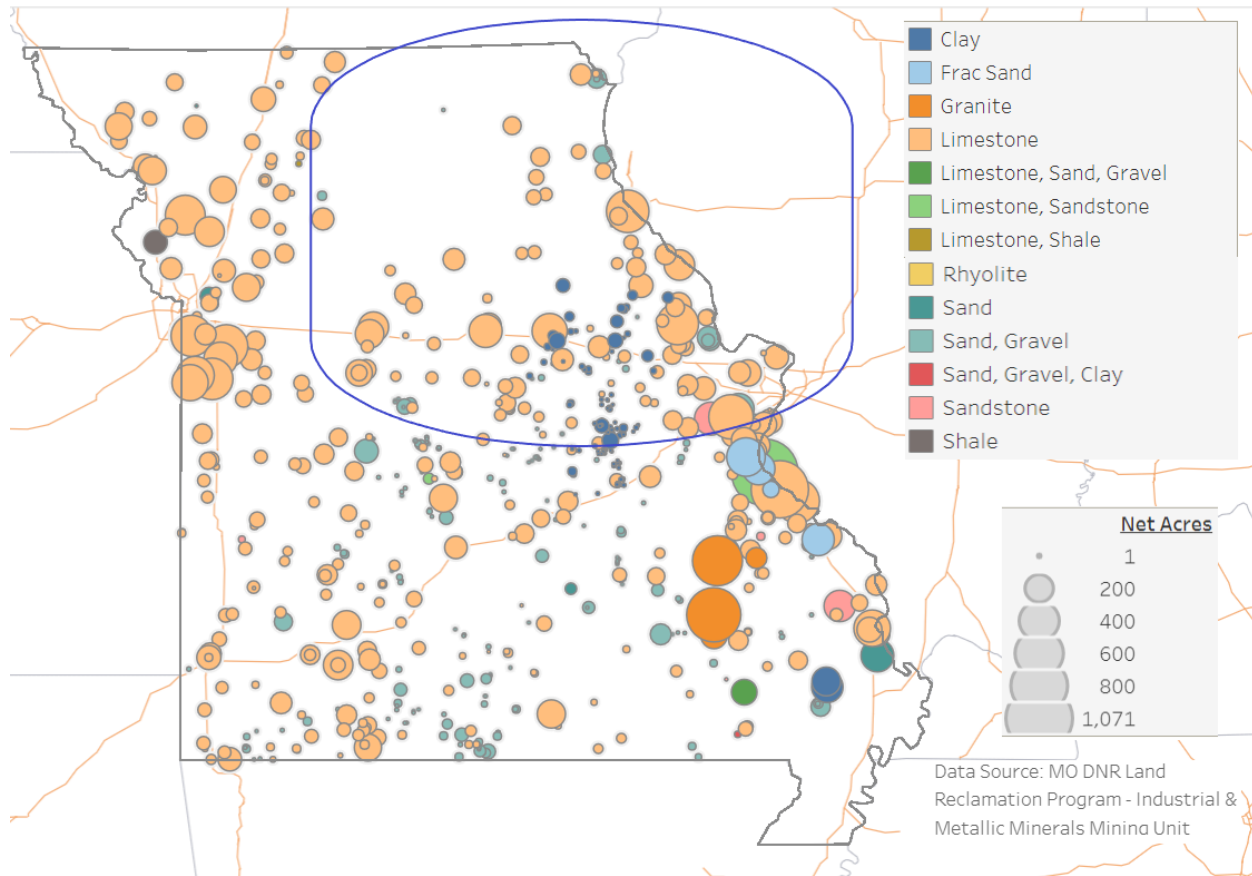 Clay
Frac Sand
Granite
Limestone
Limestone, Sand, Gravel
Limestone, Sandstone
Limestone, Shale
Rhyolite
Sand
Sand, Gravel
Sand, Gravel, Clay
Sandstone
Shale
Net Acres
1
200
400
600
800
1,071
Data Source: MO DNR Land
Reclamation Program - Industrial &
Metallic Minerals Mining Unit